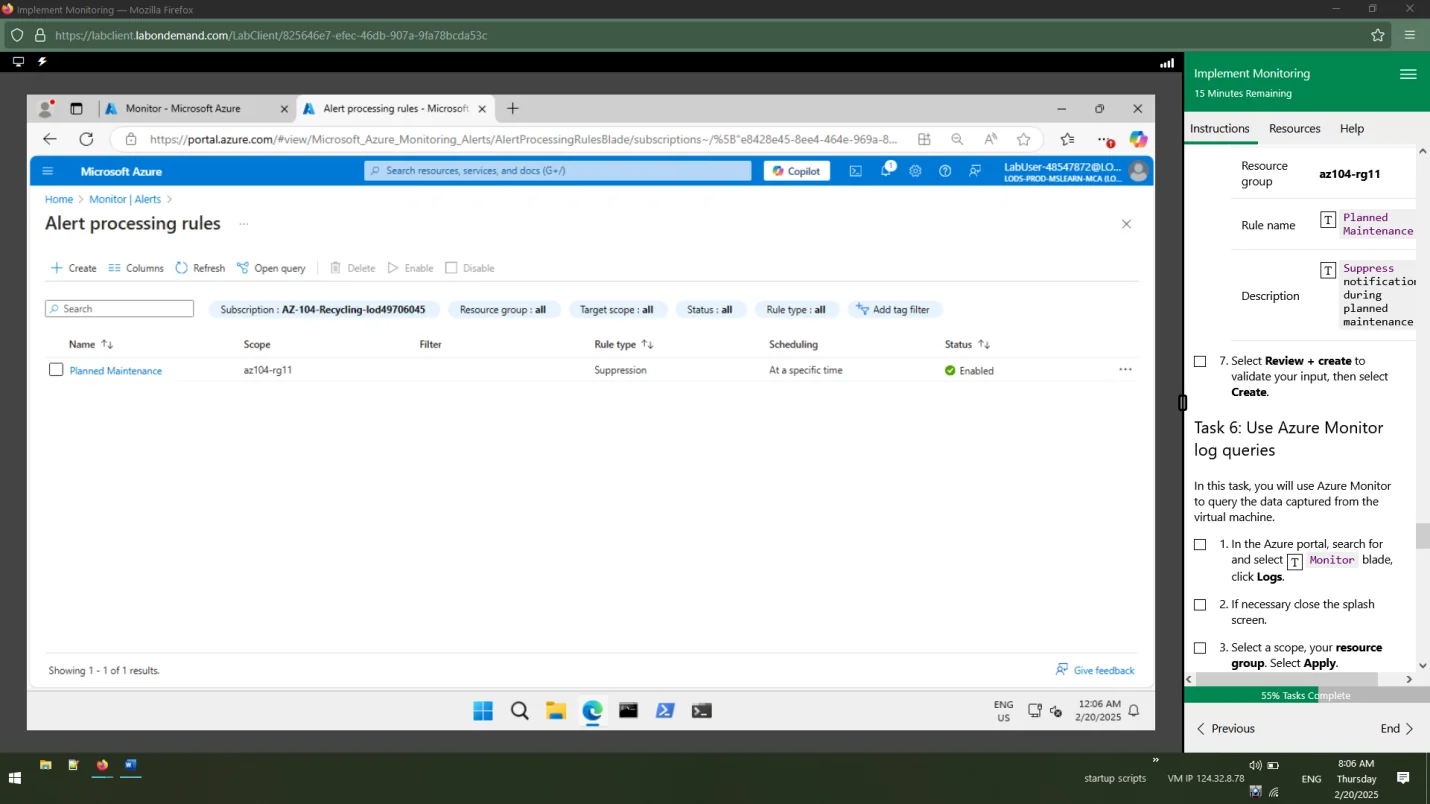 Implement Monitoring — Mozilla Firefox
https://labclient.labondemand.com/LabClient/825646e7-efec-46db-907a-9fa78bcda53c
Monitor - Microsoft Azure
Alert processing rules - Microsoft
https://portal.azure.com/#view/Microsoft_Azure_Monitoring_Alerts/AlertProcessingRulesBlade/subscriptions~/%5B"e8428e45-8ee4-464e-969a-8...
Microsoft Azure
Search resources, services, and docs (G+/)
Copilot
1
LabUser-48547872@LO...
LODS-PROD-MSLEARN-MCA (LO...
Home > Monitor | Alerts >
Alert processing rules
...
Create
Columns
Refresh
Open query
Delete
Enable
Disable
Search
Subscription : AZ-104-Recycling-lod49706045
Resource group : all
Target scope : all
Status : all
Rule type : all
Add tag filter
Name
Scope
Filter
Rule type
Scheduling
Status
Planned Maintenance
az104-rg11
Suppression
At a specific time
Enabled
...
Showing 1 - 1 of 1 results.
Give feedback
ENG
US
12:06 AM
2/20/2025
Implement Monitoring
15 Minutes Remaining
Instructions
Resources
Help
Resource
group
az104-rg11
Rule name
T
Planned
Maintenance
Description
T
Suppress
notification
during
planned
maintenance
7. Select Review + create to
validate your input, then select
Create.
Task 6: Use Azure Monitor
log queries
In this task, you will use Azure Monitor
to query the data captured from the
virtual machine.
1. In the Azure portal, search for
and select T Monitor blade,
click Logs.
2. If necessary close the splash
screen.
3. Select a scope, your resource
group. Select Apply.
55% Tasks Complete
< Previous
End >
startup scripts
»
VM IP 124.32.8.78
ENG
8:06 AM
Thursday
2/20/2025